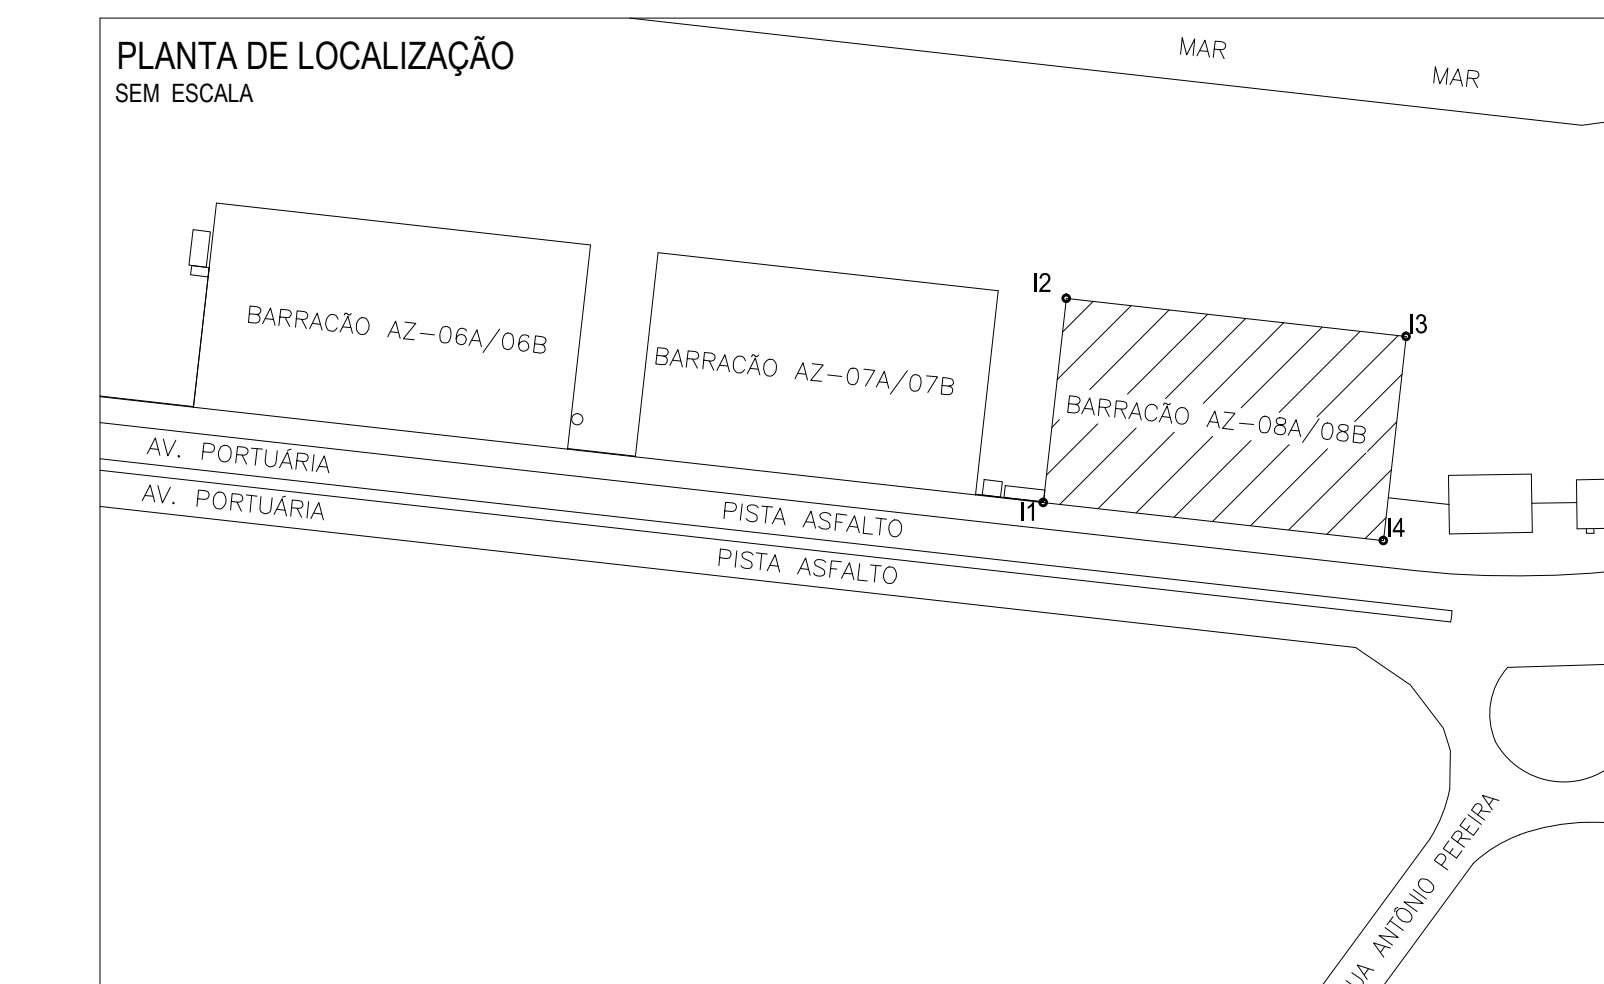 PLANTA DE LOCALIZAÇÃO
SEM ESCALA
MAR
MAR
I2
I3
BARRACÃO AZ-06A/06B
BARRACÃO AZ-07A/07B
BARRACÃO AZ-08A/08B
AV. PORTUÁRIA
AV. PORTUÁRIA
I1
I4
PISTA ASFALTO
PISTA ASFALTO
ANTÔNIO PEREIRA